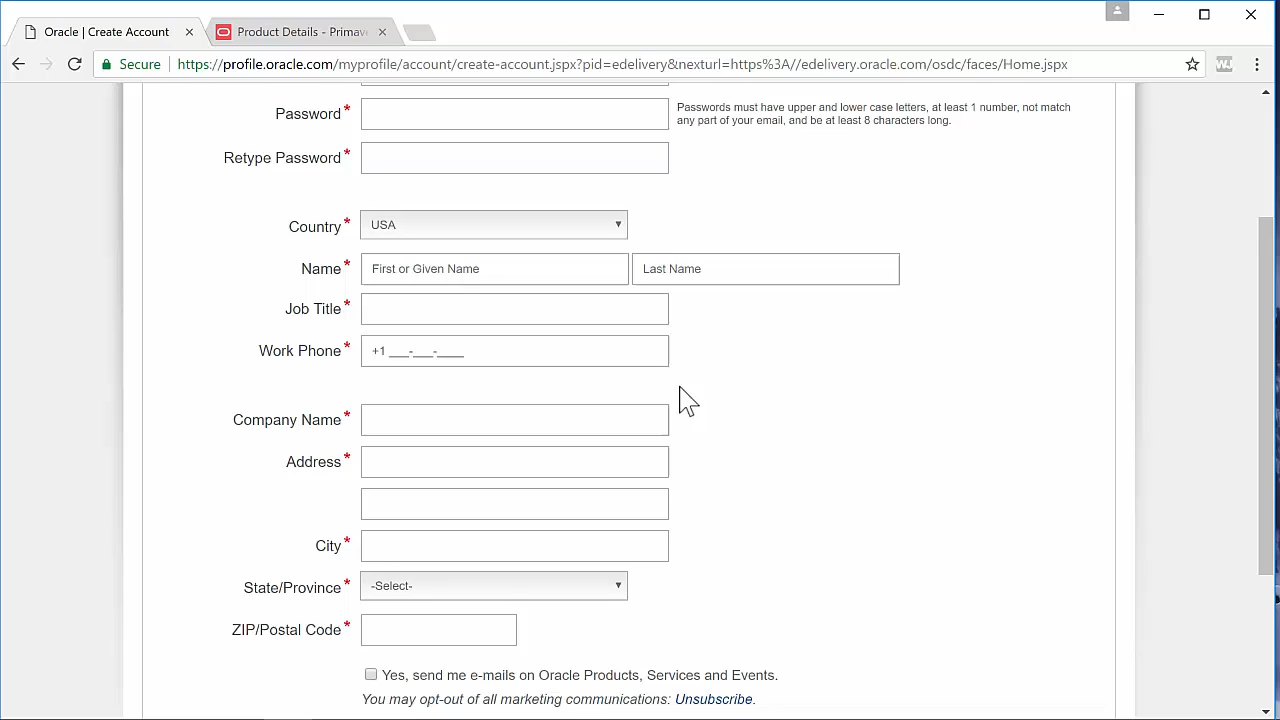 Oracle | Create Account
Product Details - Primav
Secure
https://profile.oracle.com/myprofile/account/create-account.jspx?pid=edelivery&nexturl=https%3A//edelivery.oracle.com/osdc/faces/Home.jspx
Password *
Passwords must have upper and lower case letters, at least 1 number, not match
any part of your email, and be at least 8 characters long.
Retype Password *
Country * USA
Name * First or Given Name Last Name
Job Title *
Work Phone * +1 ___-___-____
Company Name *
Address *
City *
State/Province * -Select-
ZIP/Postal Code *
Yes, send me e-mails on Oracle Products, Services and Events.
You may opt-out of all marketing communications: Unsubscribe.